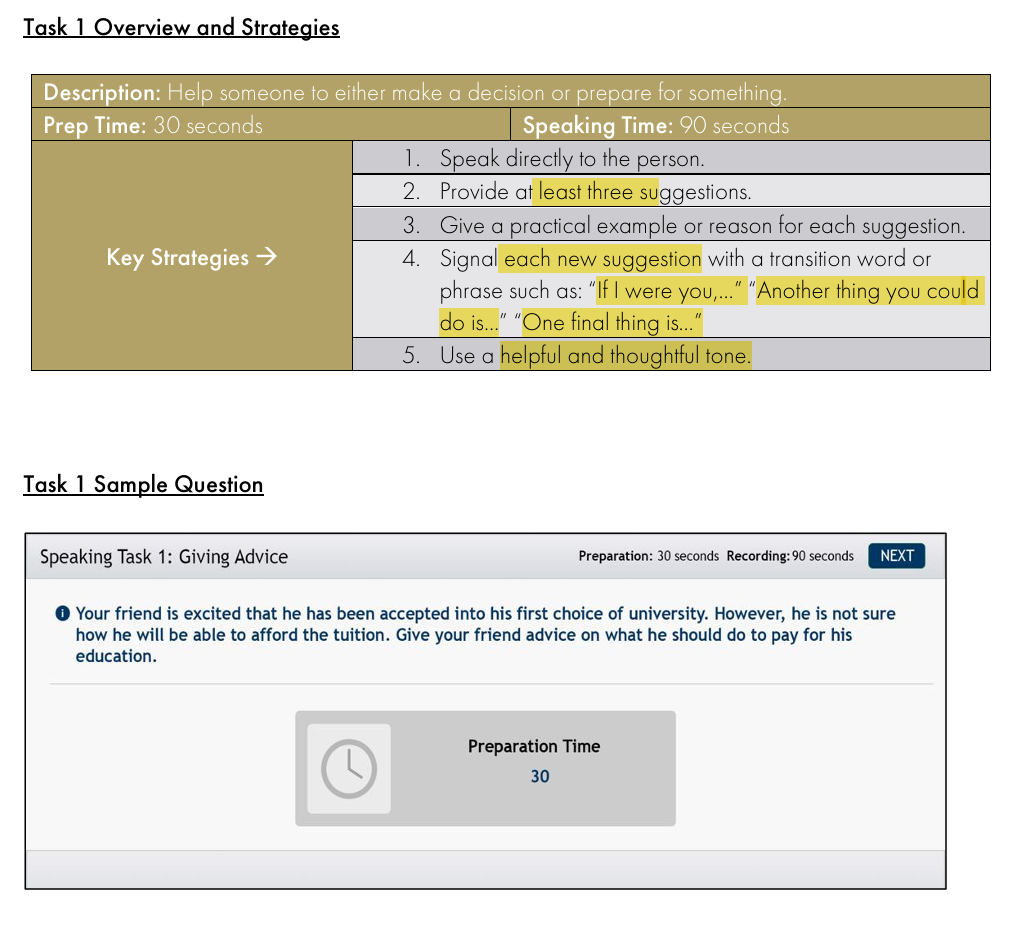 Task 1 Overview and Strategies
Description: Help someone to either make a decision or prepare for something.
Prep Time: 30 seconds
Speaking Time: 90 seconds
Key Strategies →
1. Speak directly to the person.
2. Provide at least three suggestions.
3. Give a practical example or reason for each suggestion.
4. Signal each new suggestion with a transition word or
phrase such as: “If I were you,...” “Another thing you could
do is...” “One final thing is...”
5. Use a helpful and thoughtful tone.
Task 1 Sample Question
Speaking Task 1: Giving Advice
Preparation: 30 seconds Recording: 90 seconds
NEXT
Your friend is excited that he has been accepted into his first choice of university. However, he is not sure
how he will be able to afford the tuition. Give your friend advice on what he should do to pay for his
education.
Preparation Time
30